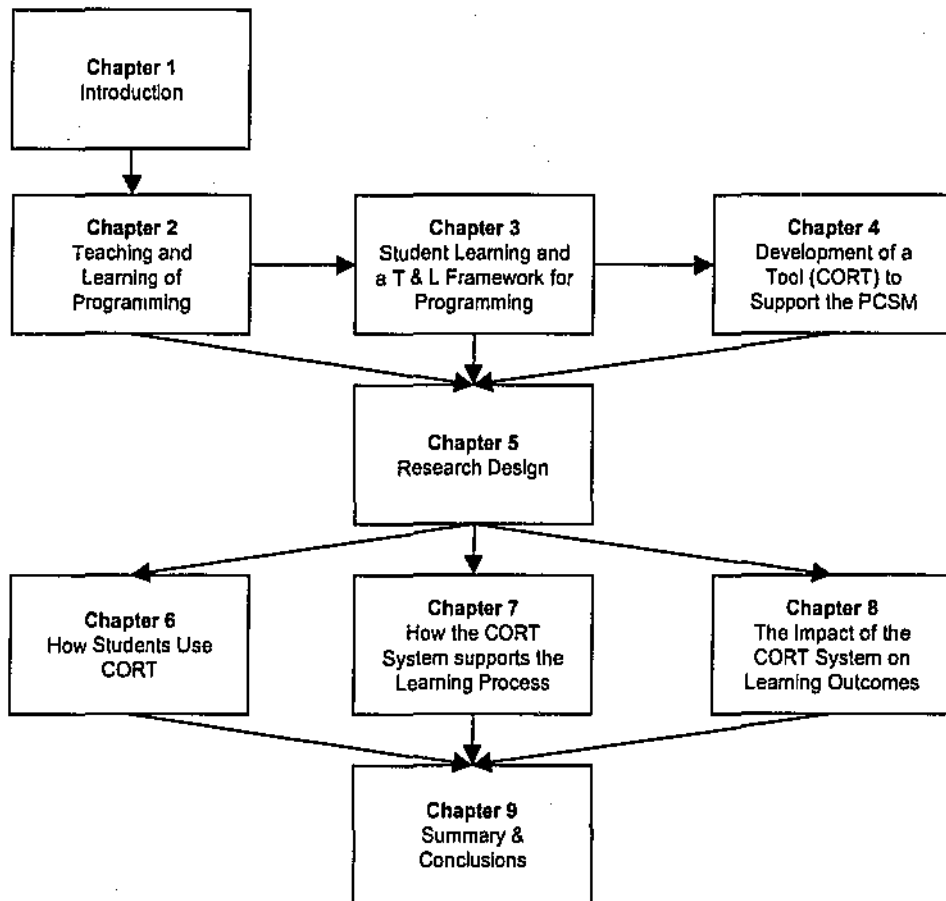 Chapter 1
Introduction
Chapter 2
Teaching and
Learning of
Programming
Chapter 3
Student Learning and
a T & L Framework for
Programming
Chapter 4
Development of a
Tool (CORT) to
Support the PCSM
Chapter 5
Research Design
Chapter 6
How Students Use
CORT
Chapter 7
How the CORT
System supports the
Learning Process
Chapter 8
The Impact of the
CORT System on
Learning Outcomes
Chapter 9
Summary &
Conclusions